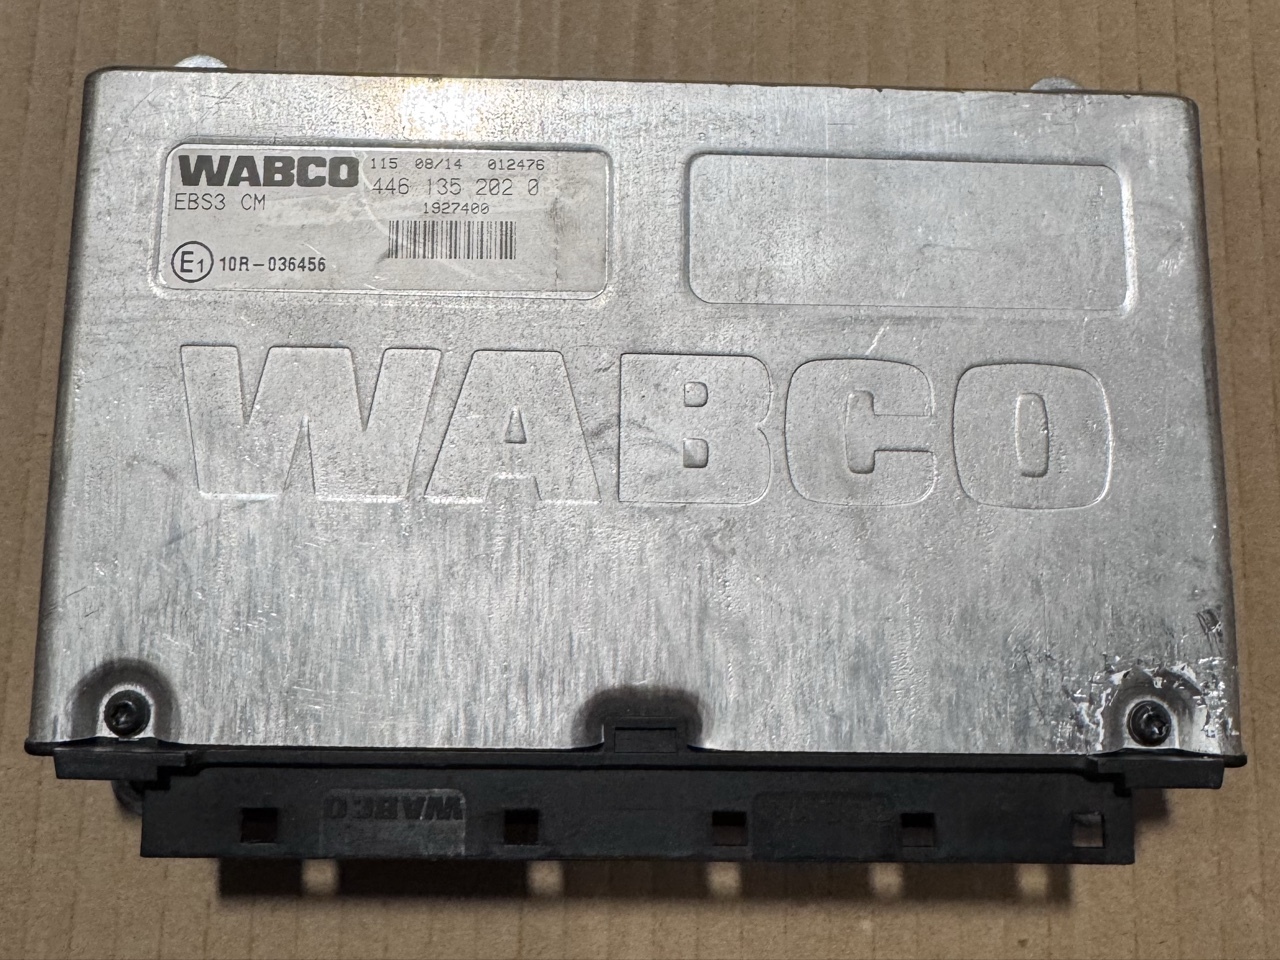 WABCO 115 08/14 012476
446 135 202 0
EBS3 CM
1927400
E1 10R-036456
WABCO
WABCO